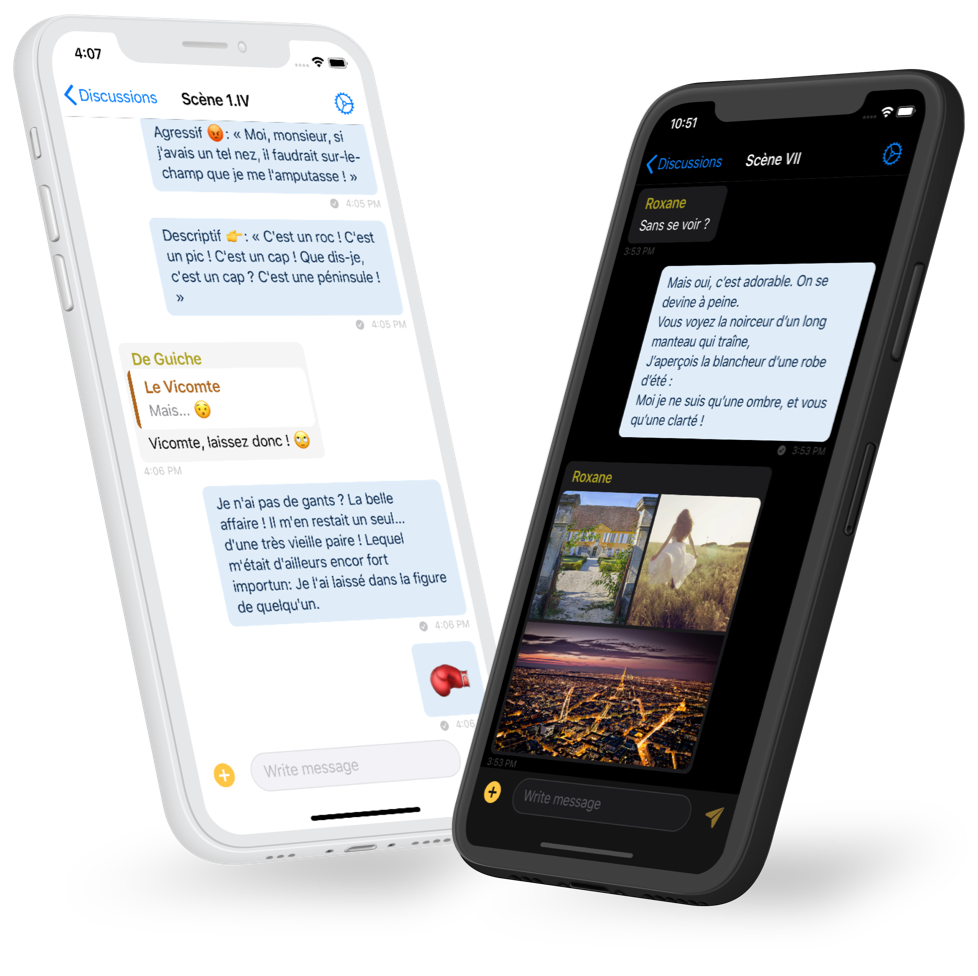 4:07
Discussions
Scène 1.IV
Agressif 😡 : « Moi, monsieur, si
j'avais un tel nez, il faudrait sur-le-
champ que je me l'amputasse ! »
4:05 PM
Descriptif 👉 : « C'est un roc ! C'est
un pic ! C'est un cap ! Que dis-je,
c'est un cap ? C'est une péninsule !
»
4:05 PM
De Guiche
Le Vicomte
Mais... 😯
Vicomte, laissez donc ! 🙄
4:06 PM
Je n'ai pas de gants ? La belle
affaire ! Il m'en restait un seul...
d'une très vieille paire ! Lequel
m'était d'ailleurs encor fort
importun: Je l'ai laissé dans la figure
de quelqu'un.
4:06 PM
🥊
4:06
Write message
10:51
Discussions
Scène VII
Roxane
Sans se voir ?
3:53 PM
Mais oui, c'est adorable. On se
devine à peine.
Vous voyez la noirceur d'un long
manteau qui traîne,
J'aperçois la blancheur d'une robe
d'été :
Moi je ne suis qu'une ombre, et vous
qu'une clarté !
3:53 PM
Roxane
3:53 PM
Write message